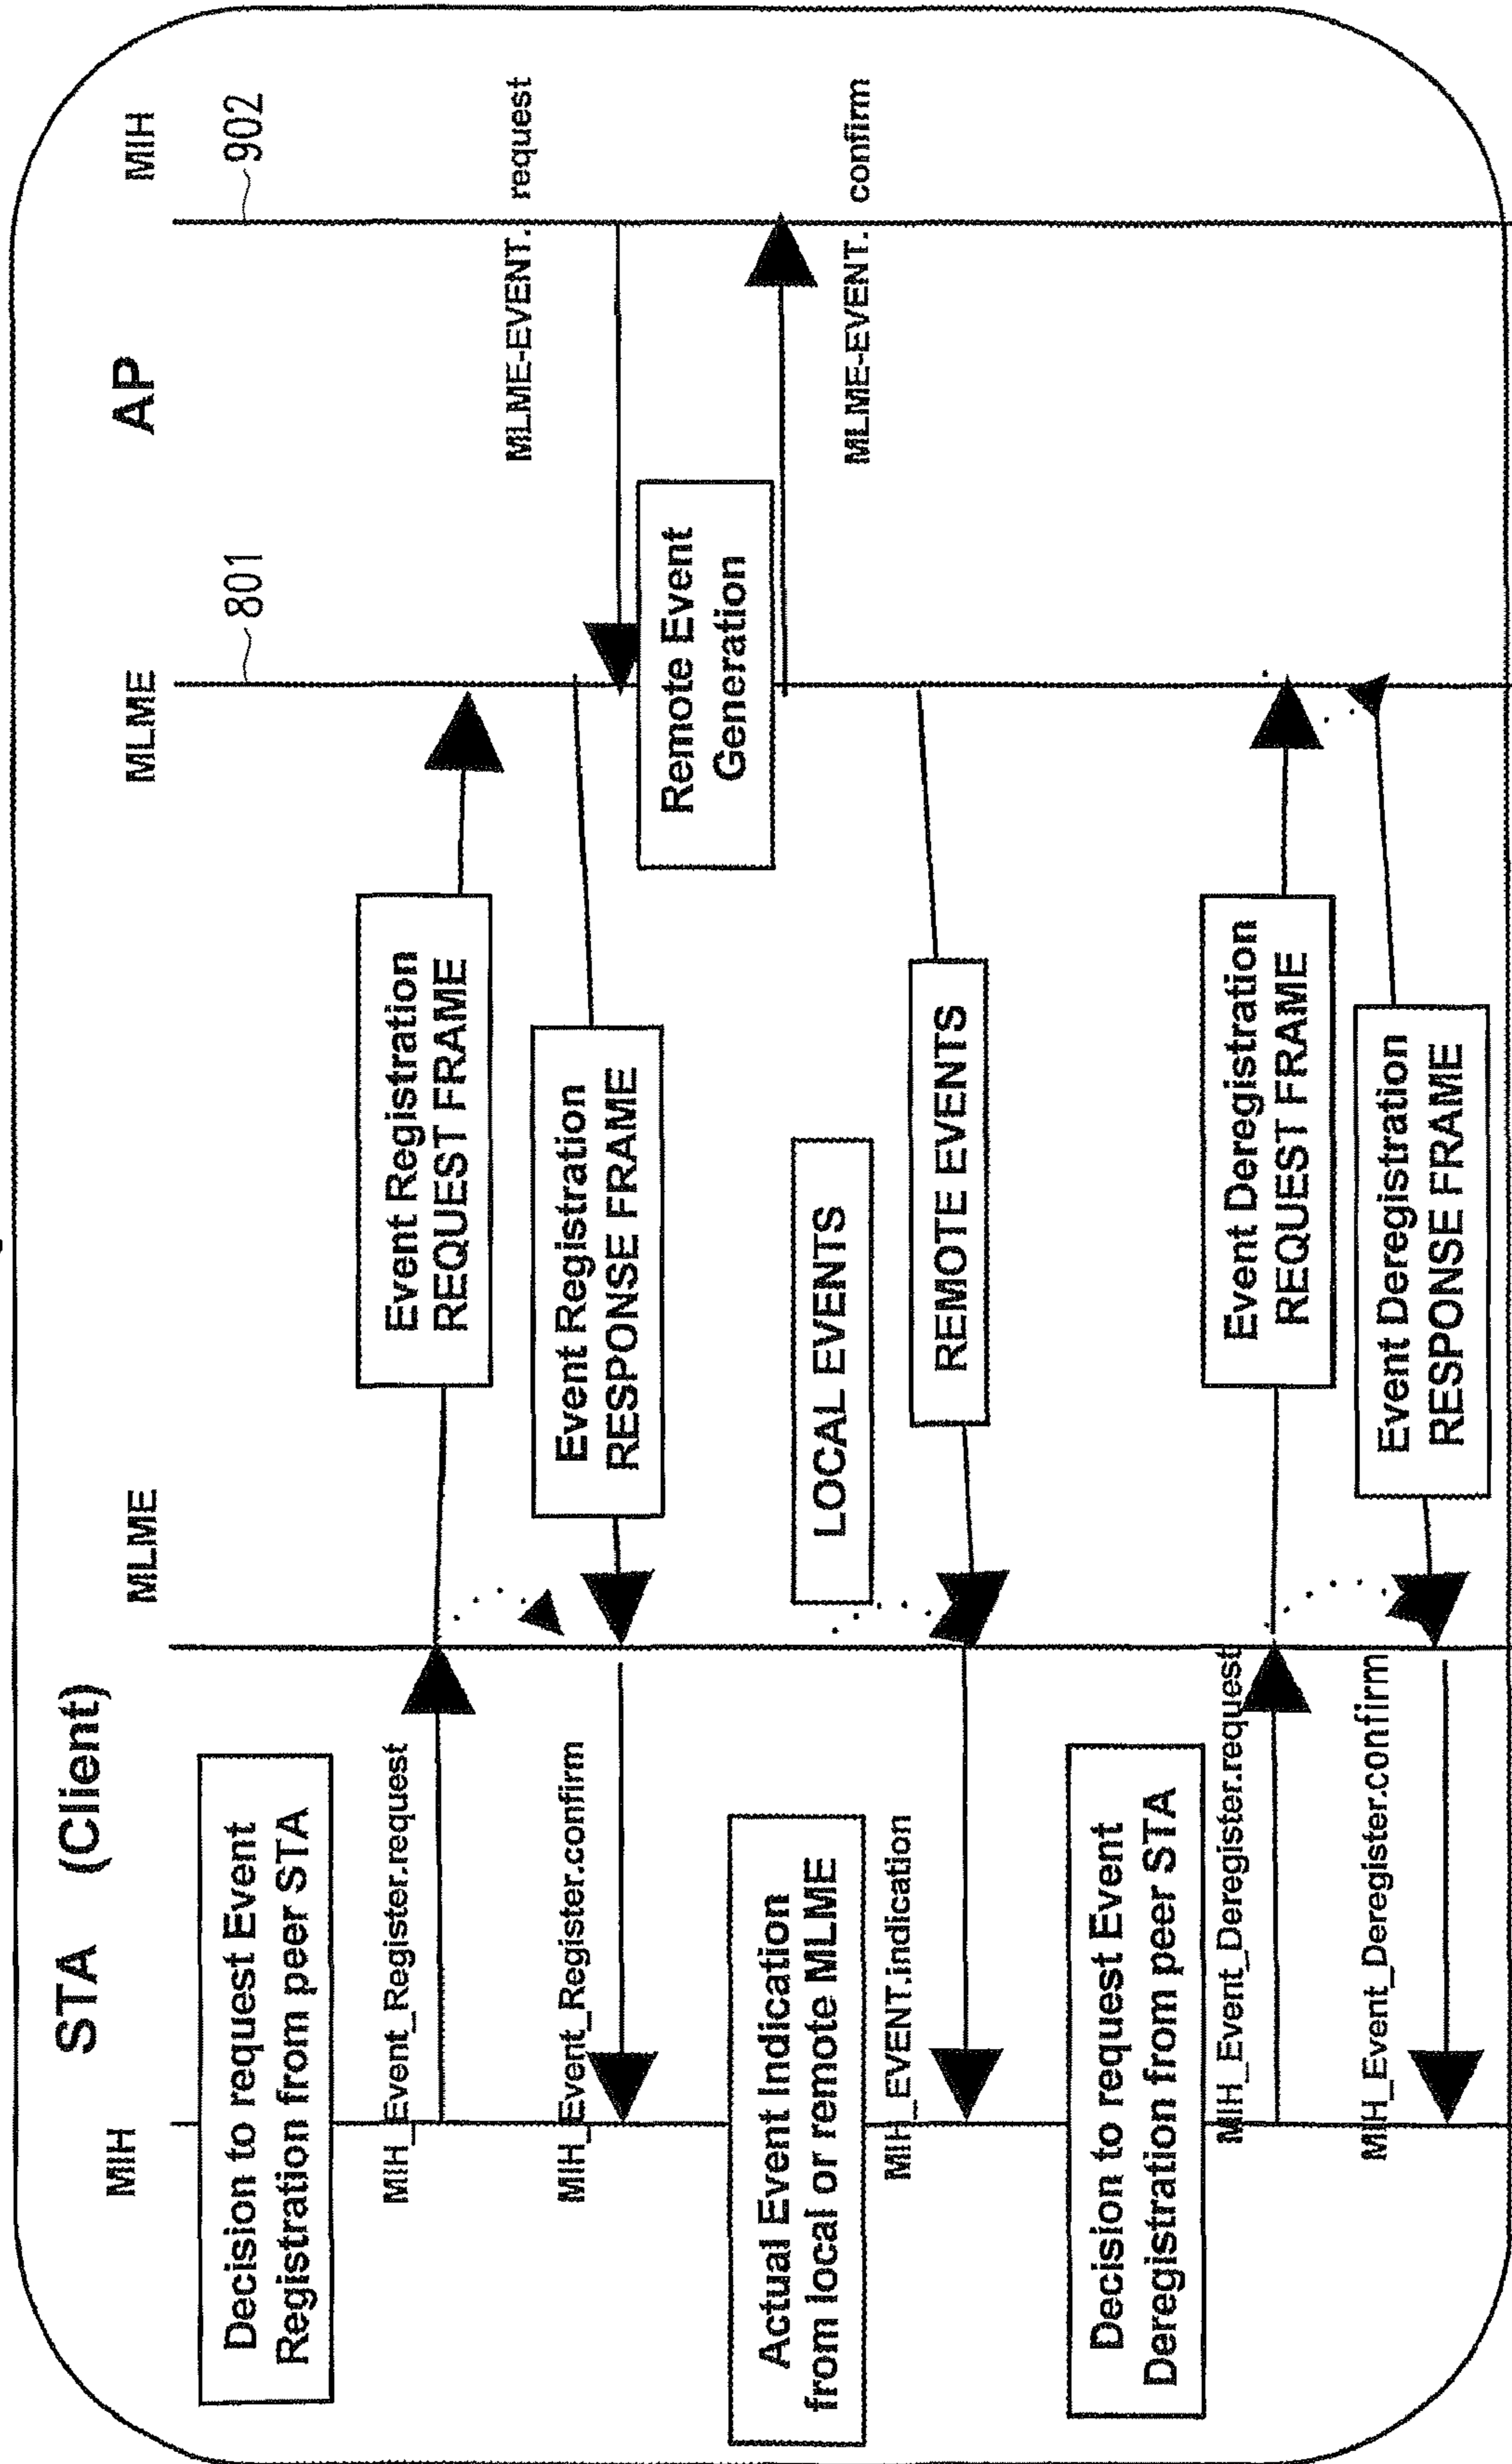 STA (Client)
AP
MIH
MLME
MLME
MIH
801
902
Decision to request Event
Registration from peer STA
MIH_Event_Register.request
Event Registration
REQUEST FRAME
MIH_Event_Register.confirm
Event Registration
RESPONSE FRAME
MLME-EVENT. request
Remote Event
Generation
MLME-EVENT. confirm
Actual Event Indication
from local or remote MLME
LOCAL EVENTS
MIH_EVENT.indication
REMOTE EVENTS
Decision to request Event
Deregistration from peer STA
MIH_Event_Deregister.request
Event Deregistration
REQUEST FRAME
MIH_Event_Deregister.confirm
Event Deregistration
RESPONSE FRAME